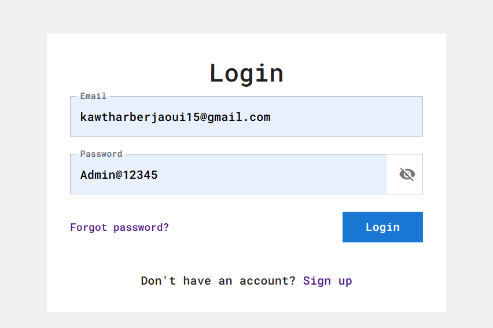 Login
Email
kawtharberjaoui15@gmail.com
Password
Admin@12345
Forgot password?
Login
Don't have an account? Sign up